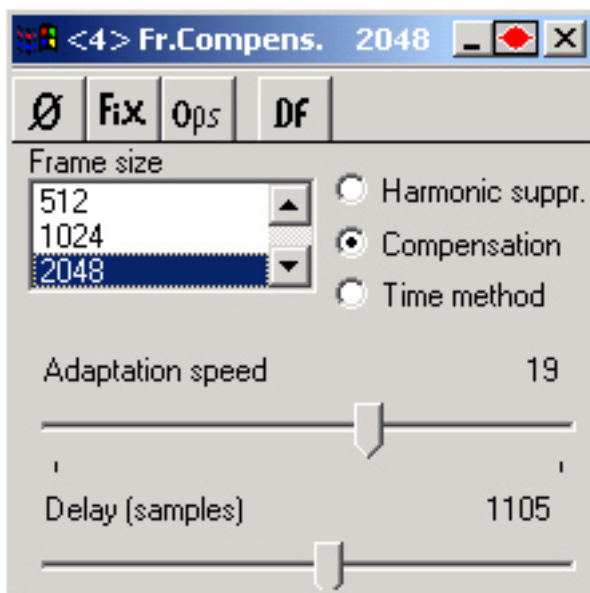 <4> Fr.Compens. 2048
Ø Fix Ops DF
Frame size
512
1024
2048
Harmonic suppr.
Compensation
Time method
Adaptation speed 19
Delay (samples) 1105